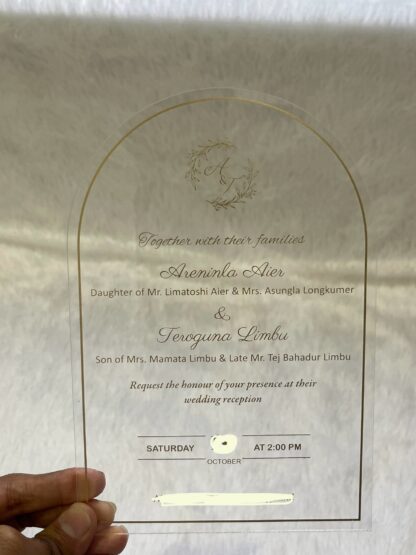 A
T
Together with their families
Areninla Aier
Daughter of Mr. Limatoshi Aier & Mrs. Asungla Longkumer
&
Teroguna Limbu
Son of Mrs. Mamata Limbu & Late Mr. Tej Bahadur Limbu
Request the honour of your presence at their
wedding reception
SATURDAY AT 2:00 PM
OCTOBER